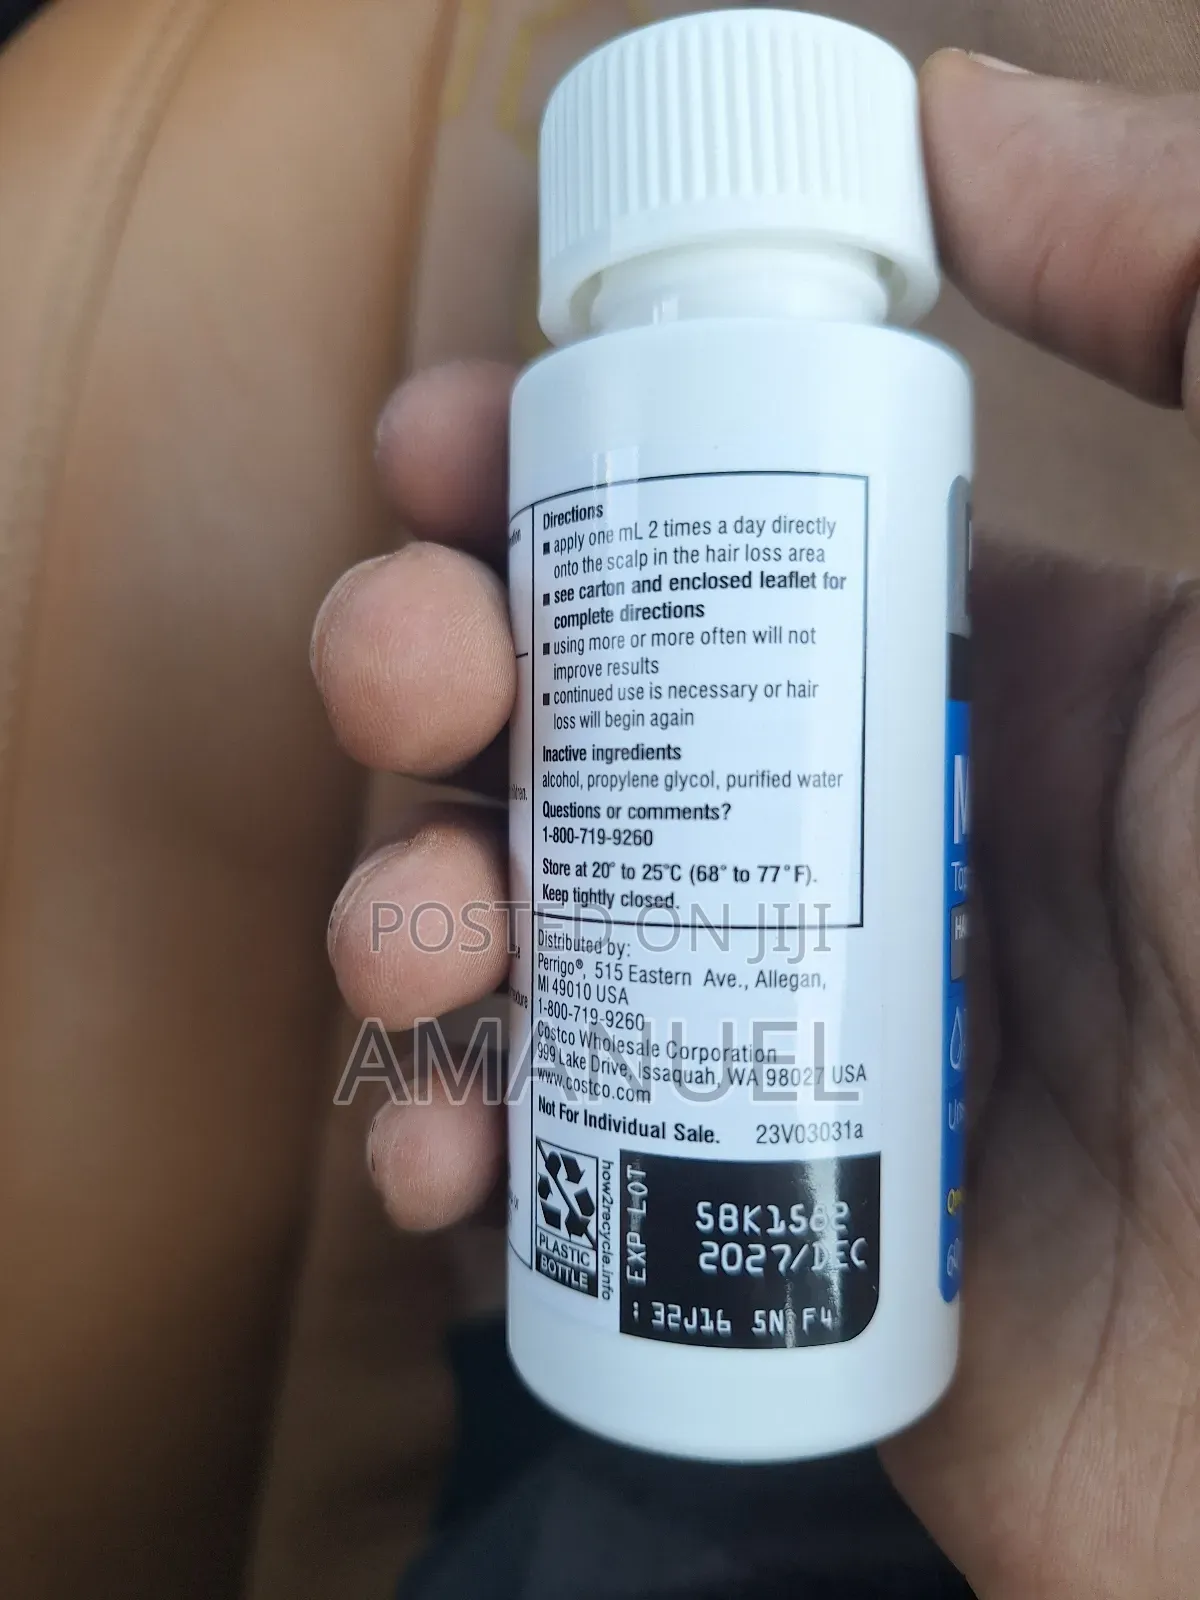 Directions
■ apply one mL 2 times a day directly
onto the scalp in the hair loss area
■ see carton and enclosed leaflet for
complete directions
■ using more or more often will not
improve results
■ continued use is necessary or hair
loss will begin again
Inactive ingredients
alcohol, propylene glycol, purified water
Questions or comments?
1-800-719-9260
Store at 20° to 25°C (68° to 77°F).
Keep tightly closed.
POSTED ON JIJI
Distributed by:
Perrigo®, 515 Eastern Ave., Allegan,
MI 49010 USA
1-800-719-9260
AMANUEL
Costco Wholesale Corporation
999 Lake Drive, Issaquah, WA 98027 USA
www.costco.com
Not For Individual Sale. 23V03031a
PLASTIC
BOTTLE
how2recycle.info
EXP LOT
SBK1582
2027/DEC
: 32J16 SN F4